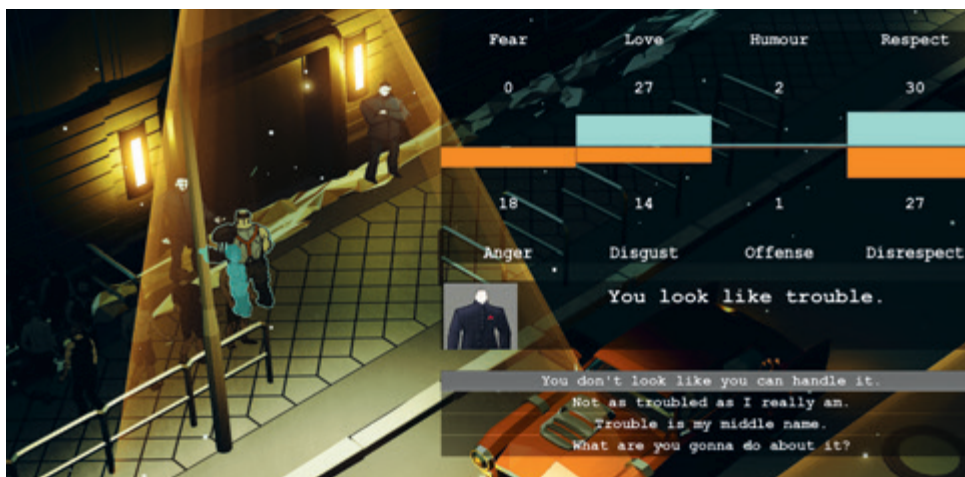 Fear Love Humour Respect
0 27 2 30
18 14 1 27
Anger Disgust Offense Disrespect
You look like trouble.
You don't look like you can handle it.
Not as troubled as I really am.
Trouble is my middle name.
What are you gonna do about it?